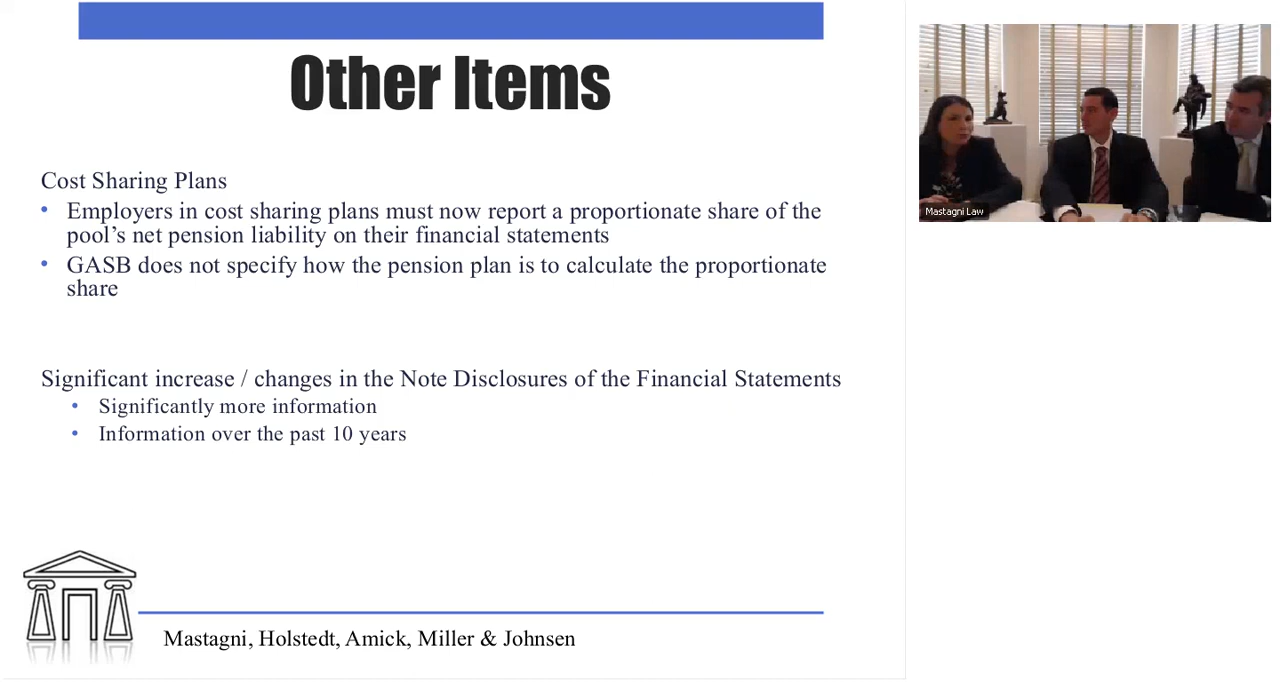 Other Items
Cost Sharing Plans
• Employers in cost sharing plans must now report a proportionate share of the
pool’s net pension liability on their financial statements
• GASB does not specify how the pension plan is to calculate the proportionate
share
Significant increase / changes in the Note Disclosures of the Financial Statements
• Significantly more information
• Information over the past 10 years
Mastagni, Holstedt, Amick, Miller & Johnsen
Mastagni Law